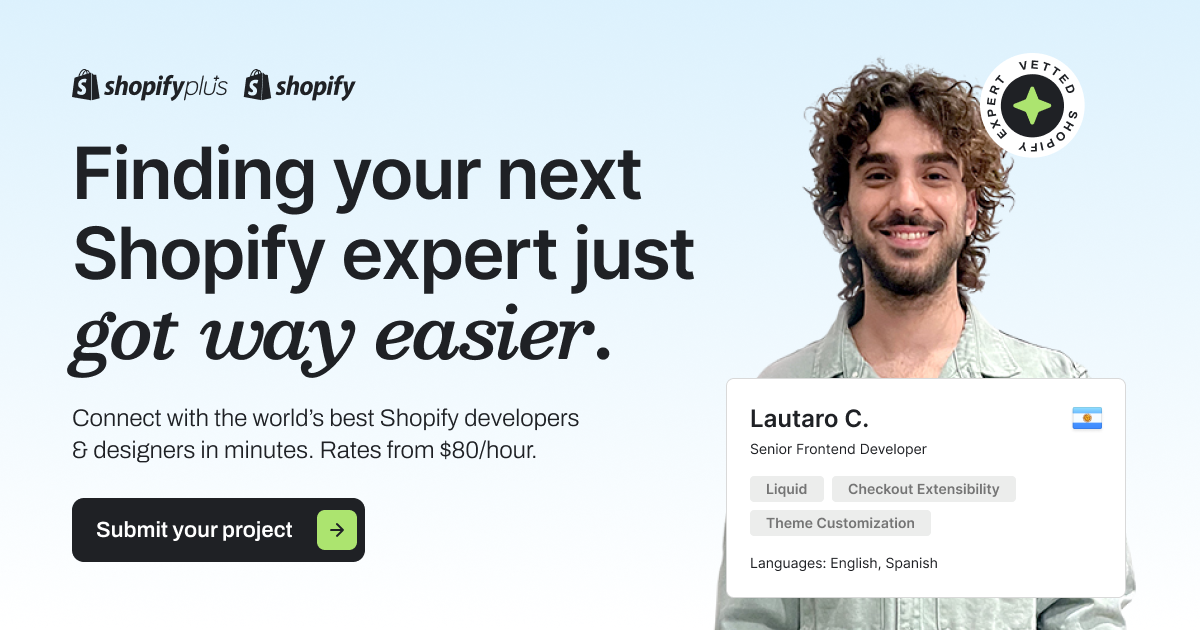 shopifyplus shopify
Finding your next
Shopify expert just
got way easier.
Connect with the world's best Shopify developers
& designers in minutes. Rates from $80/hour.
Submit your project
VETTED SHOPIFY EXPERT
Lautaro C.
Senior Frontend Developer
Liquid Checkout Extensibility
Theme Customization
Languages: English, Spanish